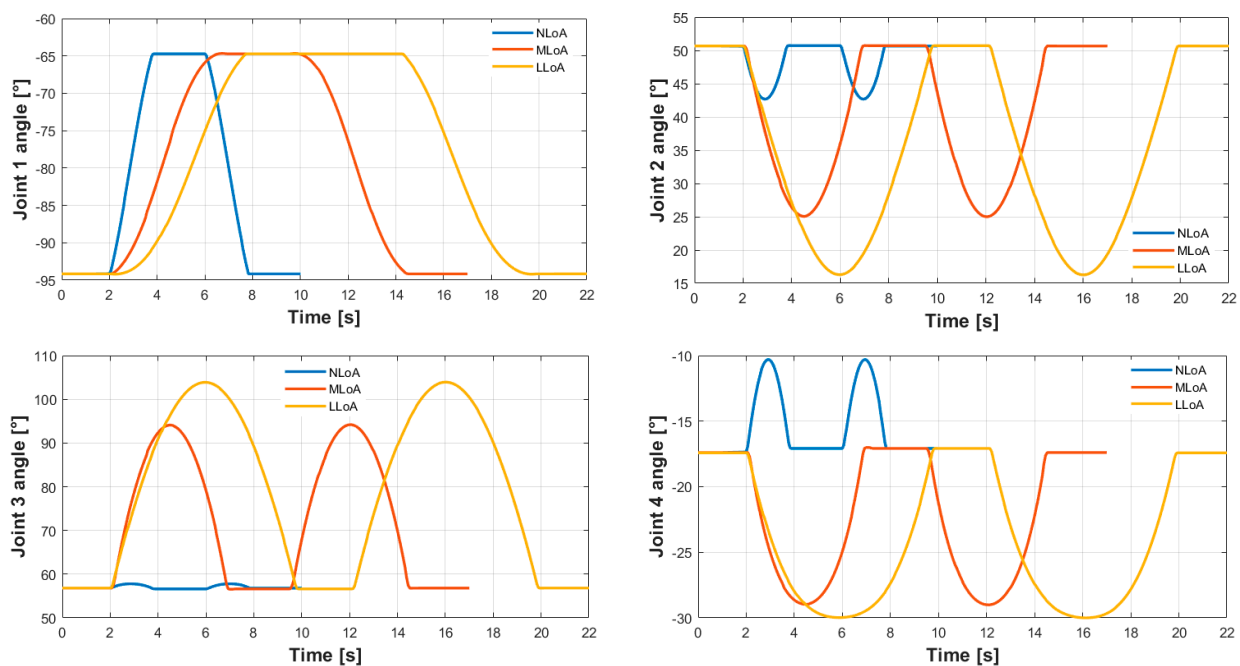 Joint 1 angle [°]
-60
-65
-70
-75
-80
-85
-90
-95
NLoA
MLoA
LLoA
0 2 4 6 8 10 12 14 16 18 20 22
Time [s]
Joint 2 angle [°]
55
50
45
40
35
30
25
20
15
NLoA
MLoA
LLoA
0 2 4 6 8 10 12 14 16 18 20 22
Time [s]
Joint 3 angle [°]
110
100
90
80
70
60
50
NLoA
MLoA
LLoA
0 2 4 6 8 10 12 14 16 18 20 22
Time [s]
Joint 4 angle [°]
-10
-15
-20
-25
-30
NLoA
MLoA
LLoA
0 2 4 6 8 10 12 14 16 18 20 22
Time [s]